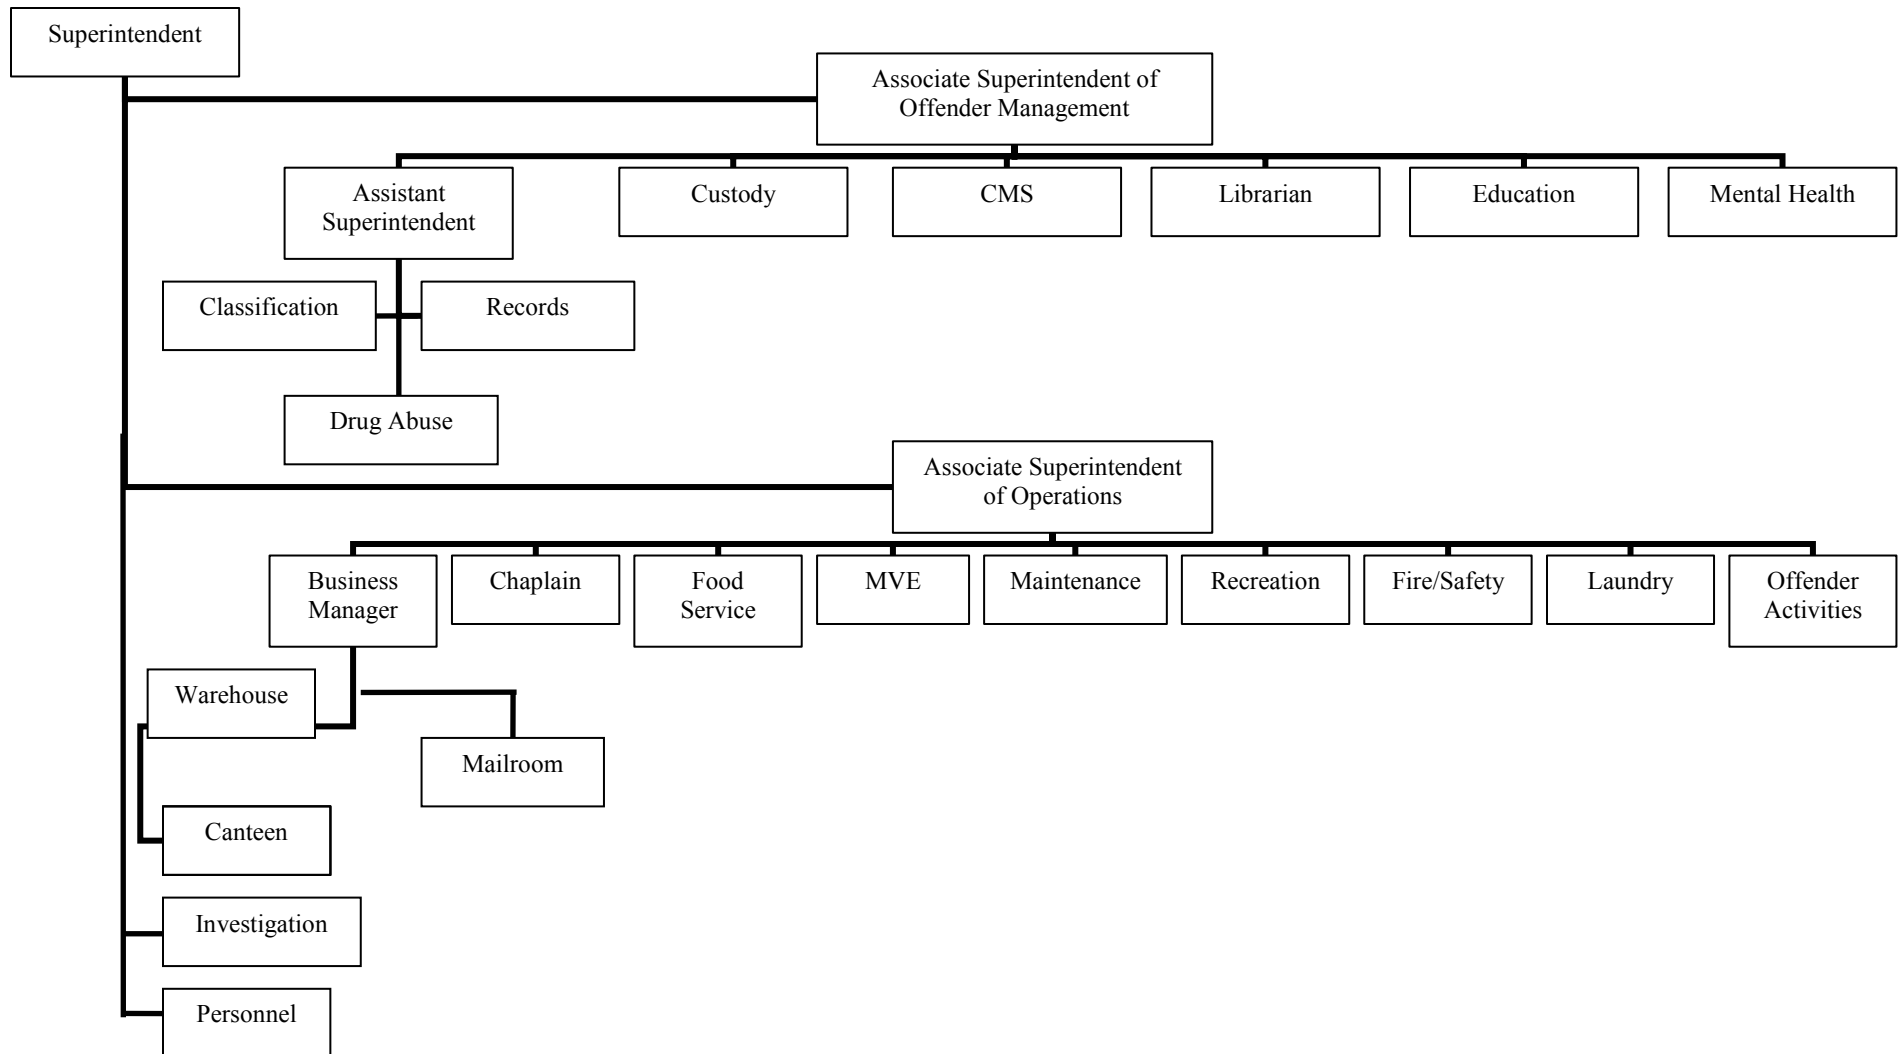 Superintendent
Associate Superintendent of
Offender Management
Assistant
Superintendent
Custody
CMS
Librarian
Education
Mental Health
Classification
Records
Drug Abuse
Associate Superintendent
of Operations
Business
Manager
Chaplain
Food
Service
MVE
Maintenance
Recreation
Fire/Safety
Laundry
Offender
Activities
Warehouse
Mailroom
Canteen
Investigation
Personnel